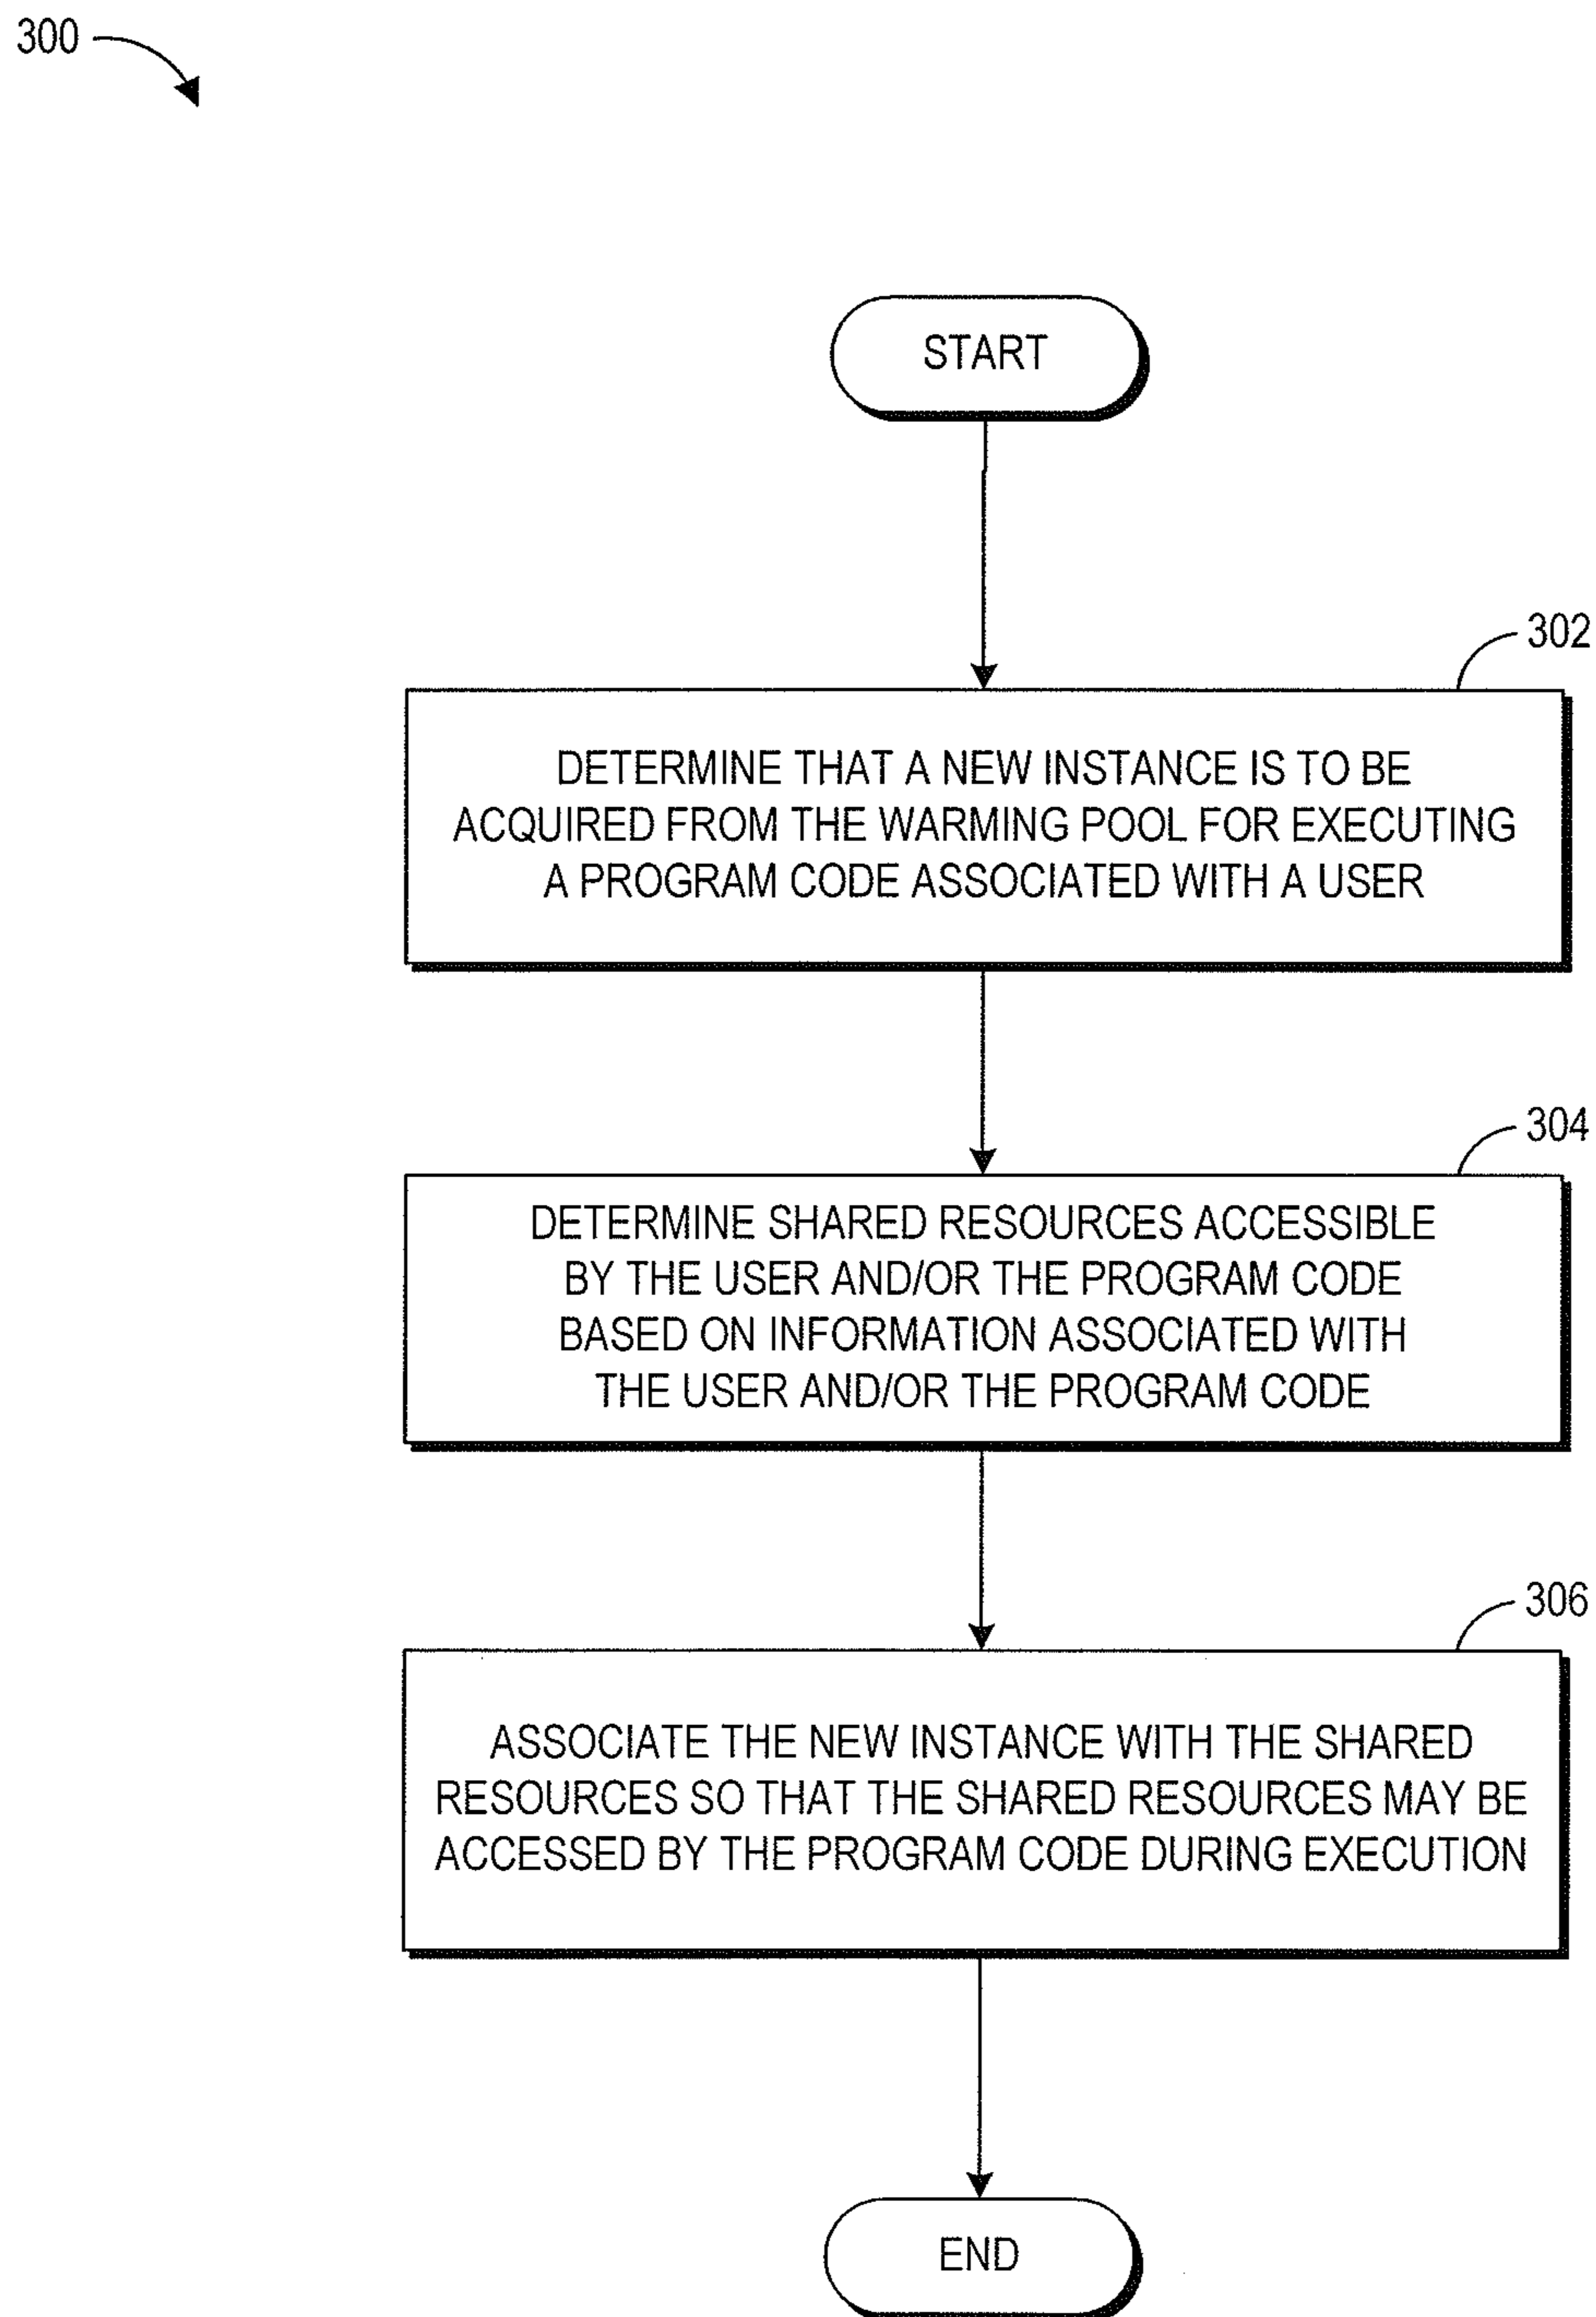 300
START
302
DETERMINE THAT A NEW INSTANCE IS TO BE
ACQUIRED FROM THE WARMING POOL FOR EXECUTING
A PROGRAM CODE ASSOCIATED WITH A USER
304
DETERMINE SHARED RESOURCES ACCESSIBLE
BY THE USER AND/OR THE PROGRAM CODE
BASED ON INFORMATION ASSOCIATED WITH
THE USER AND/OR THE PROGRAM CODE
306
ASSOCIATE THE NEW INSTANCE WITH THE SHARED
RESOURCES SO THAT THE SHARED RESOURCES MAY BE
ACCESSED BY THE PROGRAM CODE DURING EXECUTION
END